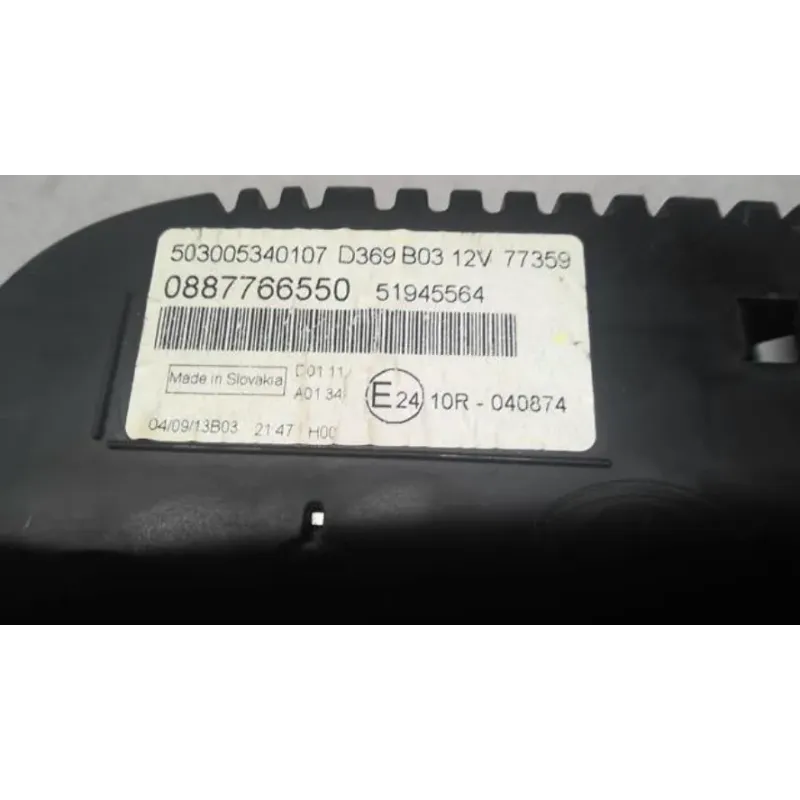 503005340107 D369 B03 12V 77359
0887766550 51945564
Made in Slovakia
D01 11/
A01 34/
E24 10R - 040874
04/09/13B03 21:47 H00